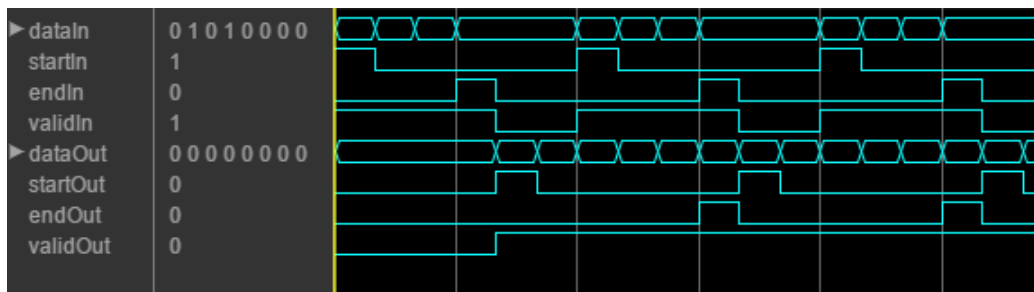 dataIn 0 1 0 1 0 0 0 0
startIn 1
endIn 0
validIn 1
dataOut 0 0 0 0 0 0 0 0
startOut 0
endOut 0
validOut 0